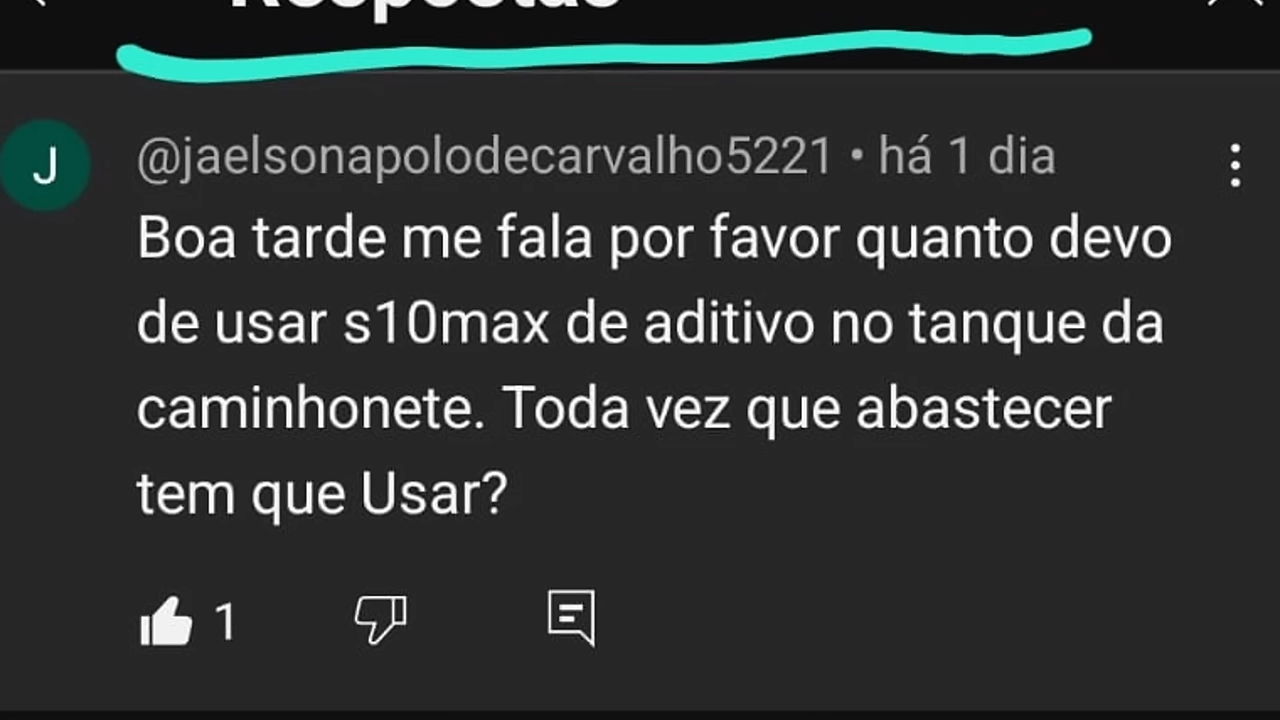 Respostas
@jaelsonapolodecarvalho5221 • há 1 dia
J
Boa tarde me fala por favor quanto devo
de usar s10max de aditivo no tanque da
caminhonete. Toda vez que abastecer
tem que Usar?
1